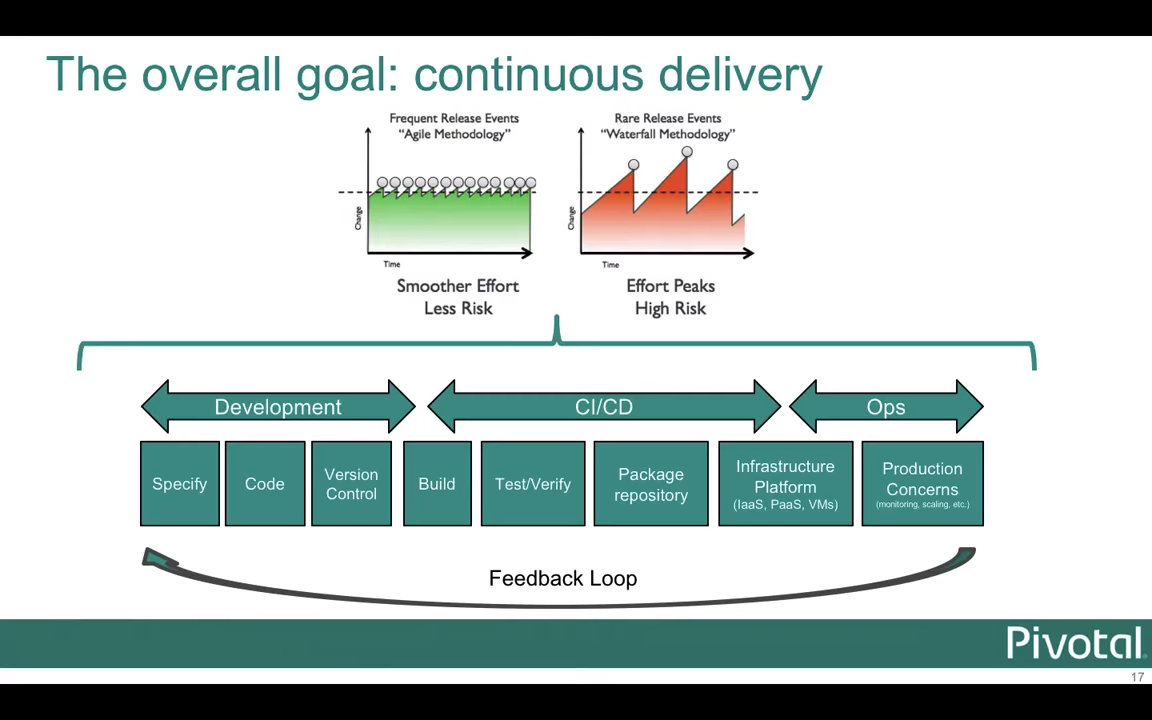 The overall goal: continuous delivery
Frequent Release Events
“Agile Methodology”
Change
Time
Smoother Effort
Less Risk
Rare Release Events
“Waterfall Methodology”
Change
Time
Effort Peaks
High Risk
Development
CI/CD
Ops
Specify
Code
Version
Control
Build
Test/Verify
Package
repository
Infrastructure
Platform
(IaaS, PaaS, VMs)
Production
Concerns
(monitoring, scaling, etc.)
Feedback Loop
Pivotal
17